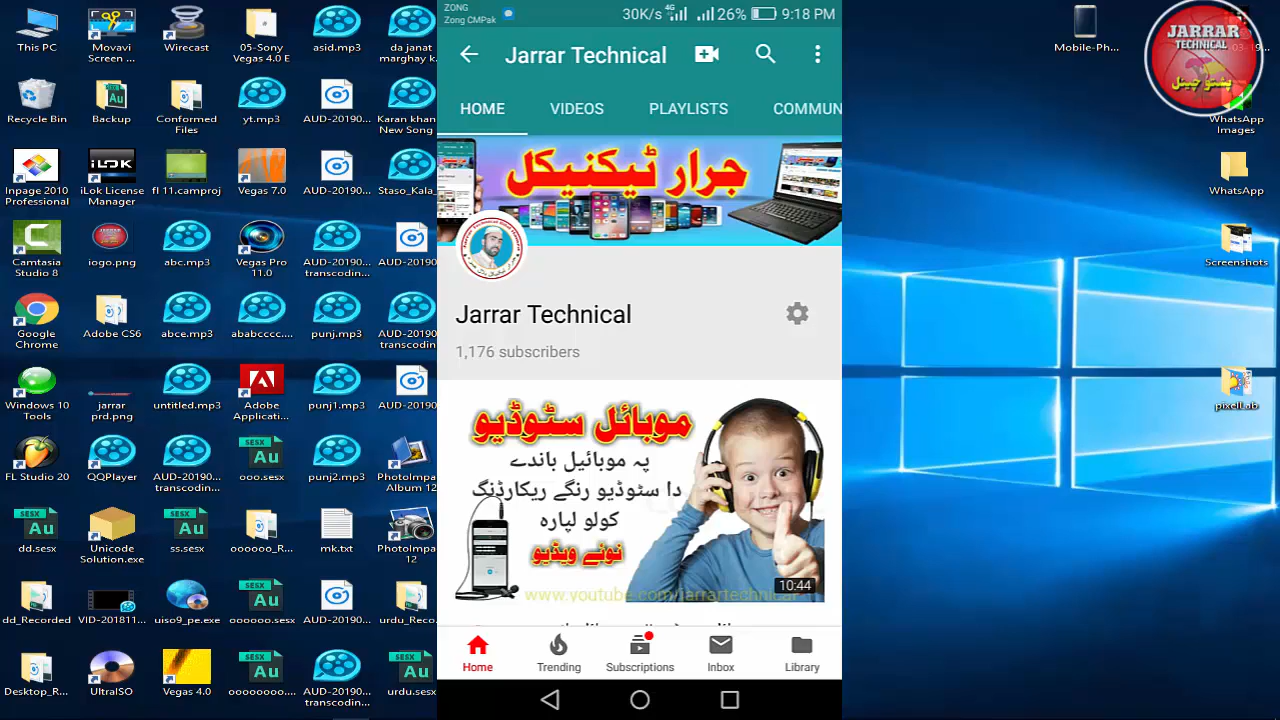 This PC
Movavi
Screen ...
Wirecast
05-Sony
Vegas 4.0 E
asid.mp3
da janat
marghay k...
Recycle Bin
Backup
Conformed
Files
yt.mp3
AUD-20190...
Karan khan
New Song
Inpage 2010
Professional
iLok License
Manager
fl 11.camproj
Vegas 7.0
AUD-20190...
Staso_Kala_
Camtasia
Studio 8
iogo.png
abc.mp3
Vegas Pro
11.0
AUD-20190...
transcodin...
AUD-20190
Google
Chrome
Adobe CS6
abce.mp3
ababcccc....
punj.mp3
AUD-20190
transcodin
Windows 10
Tools
jarrar
prd.png
untitled.mp3
Adobe
Applicati...
punj1.mp3
AUD-20190
FL Studio 20
QQPlayer
AUD-20190...
transcodin...
ooo.sesx
punj2.mp3
PhotoImpa
Album 12
dd.sesx
Unicode
Solution.exe
ss.sesx
oooooo_R...
mk.txt
PhotoImpa
12
dd_Recorded
VID-201811...
uiso9_pe.exe
oooooo.sesx
AUD-20190...
urdu_Reco
Desktop_R...
UltraISO
Vegas 4.0
oooooooo....
AUD-20190...
transcodin...
urdu.sesx
ZONG
Zong CMPak
30K/s 4G 26% 9:18 PM
Jarrar Technical
HOME VIDEOS PLAYLISTS COMMUN
جرار ٹیکنیکل
Jarrar Technical
1,176 subscribers
موبائل سٹوڈیو
پہ موبائیل باندے
دا سٹوڈیو رنگے ریکارڈنگ
کولو لپارہ
نوئے ویڈیو
10:44
www.youtube.com/jarrartechnical
Home Trending Subscriptions Inbox Library
Mobile-Ph...
JARRAR
TECHNICAL
پشتو چینل
WhatsApp
Images
WhatsApp
Screenshots
pixelLab